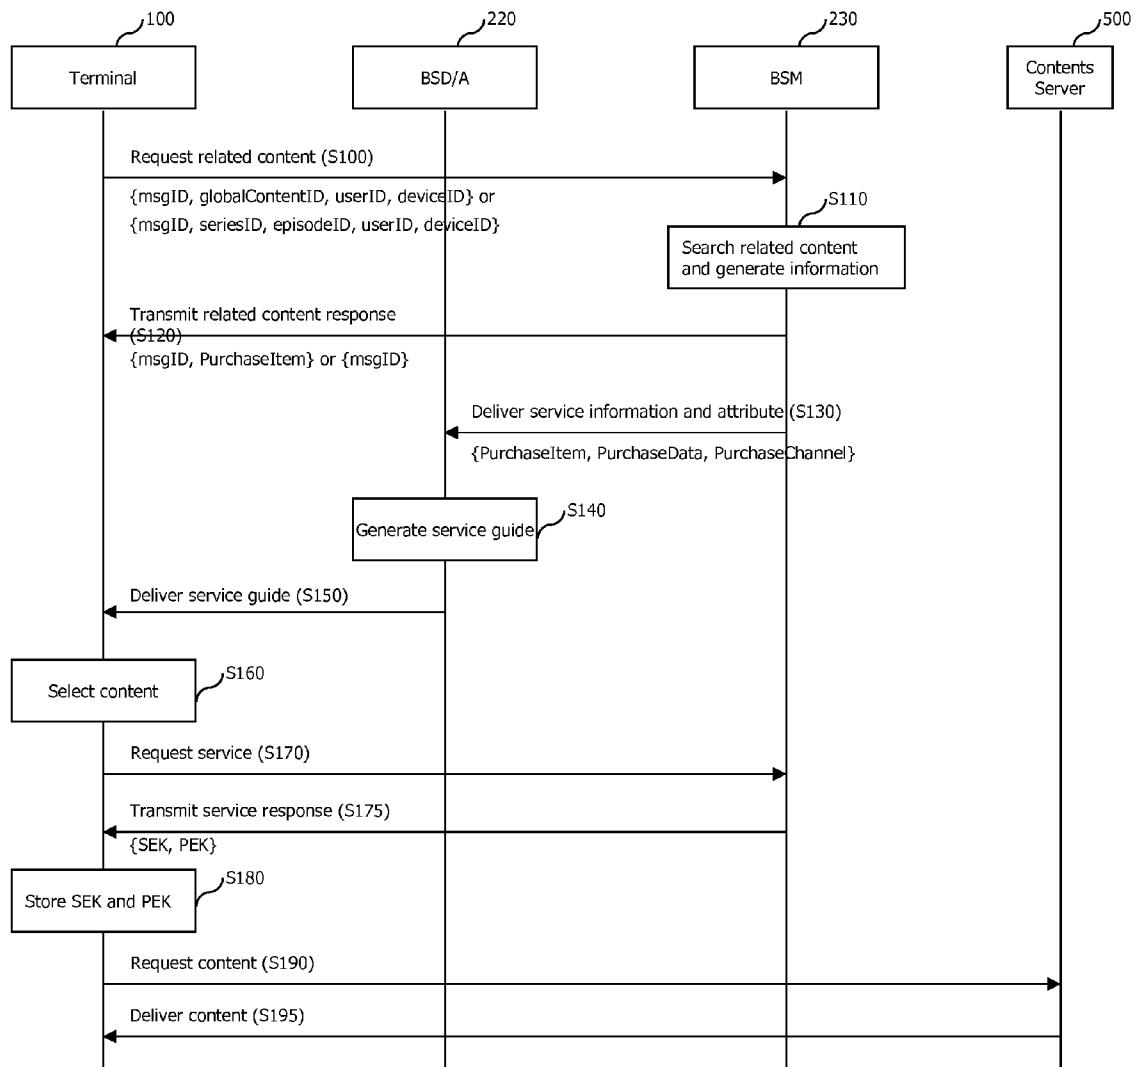 100
220
230
500
Terminal
BSD/A
BSM
Contents
Server
Request related content (S100)
{msgID, globalContentID, userID, deviceID} or
{msgID, seriesID, episodeID, userID, deviceID}
S110
Search related content
and generate information
Transmit related content response
(S120)
{msgID, PurchaseItem} or {msgID}
Deliver service information and attribute (S130)
{PurchaseItem, PurchaseData, PurchaseChannel}
S140
Generate service guide
Deliver service guide (S150)
S160
Select content
Request service (S170)
Transmit service response (S175)
{SEK, PEK}
S180
Store SEK and PEK
Request content (S190)
Deliver content (S195)